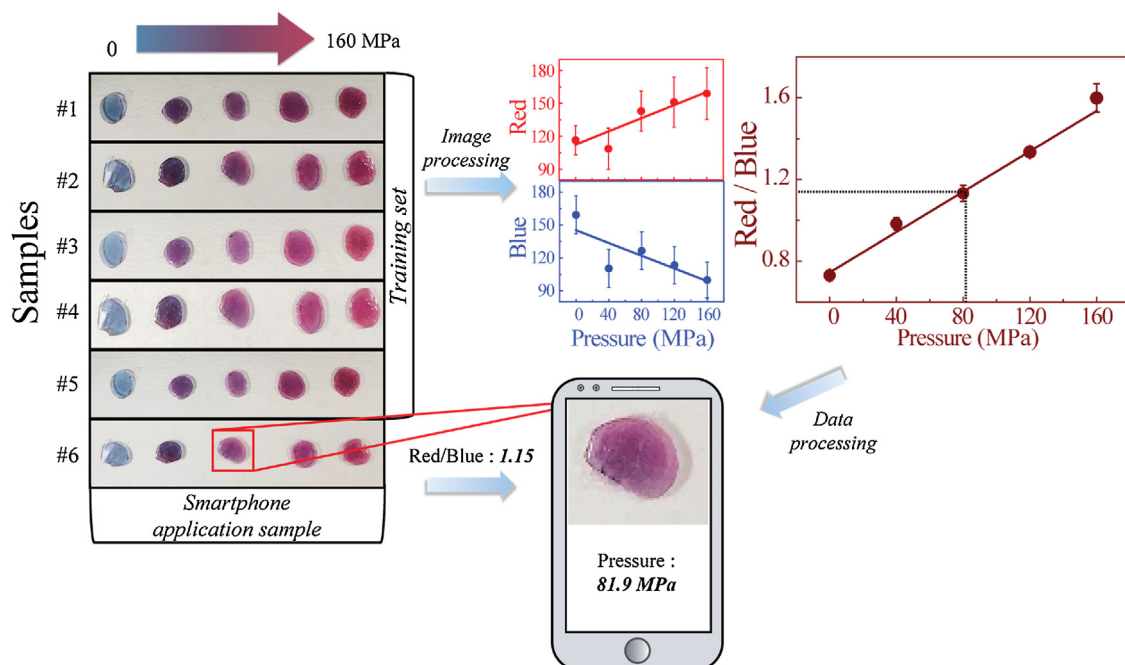 0
160 MPa
Samples
#1
#2
#3
#4
#5
#6
Training set
Smartphone
application sample
Image
processing
Red
180
150
120
90
Blue
180
150
120
90
0 40 80 120 160
Pressure (MPa)
Red / Blue
1.6
1.2
0.8
0 40 80 120 160
Pressure (MPa)
Data
processing
Red/Blue : 1.15
Pressure :
81.9 MPa